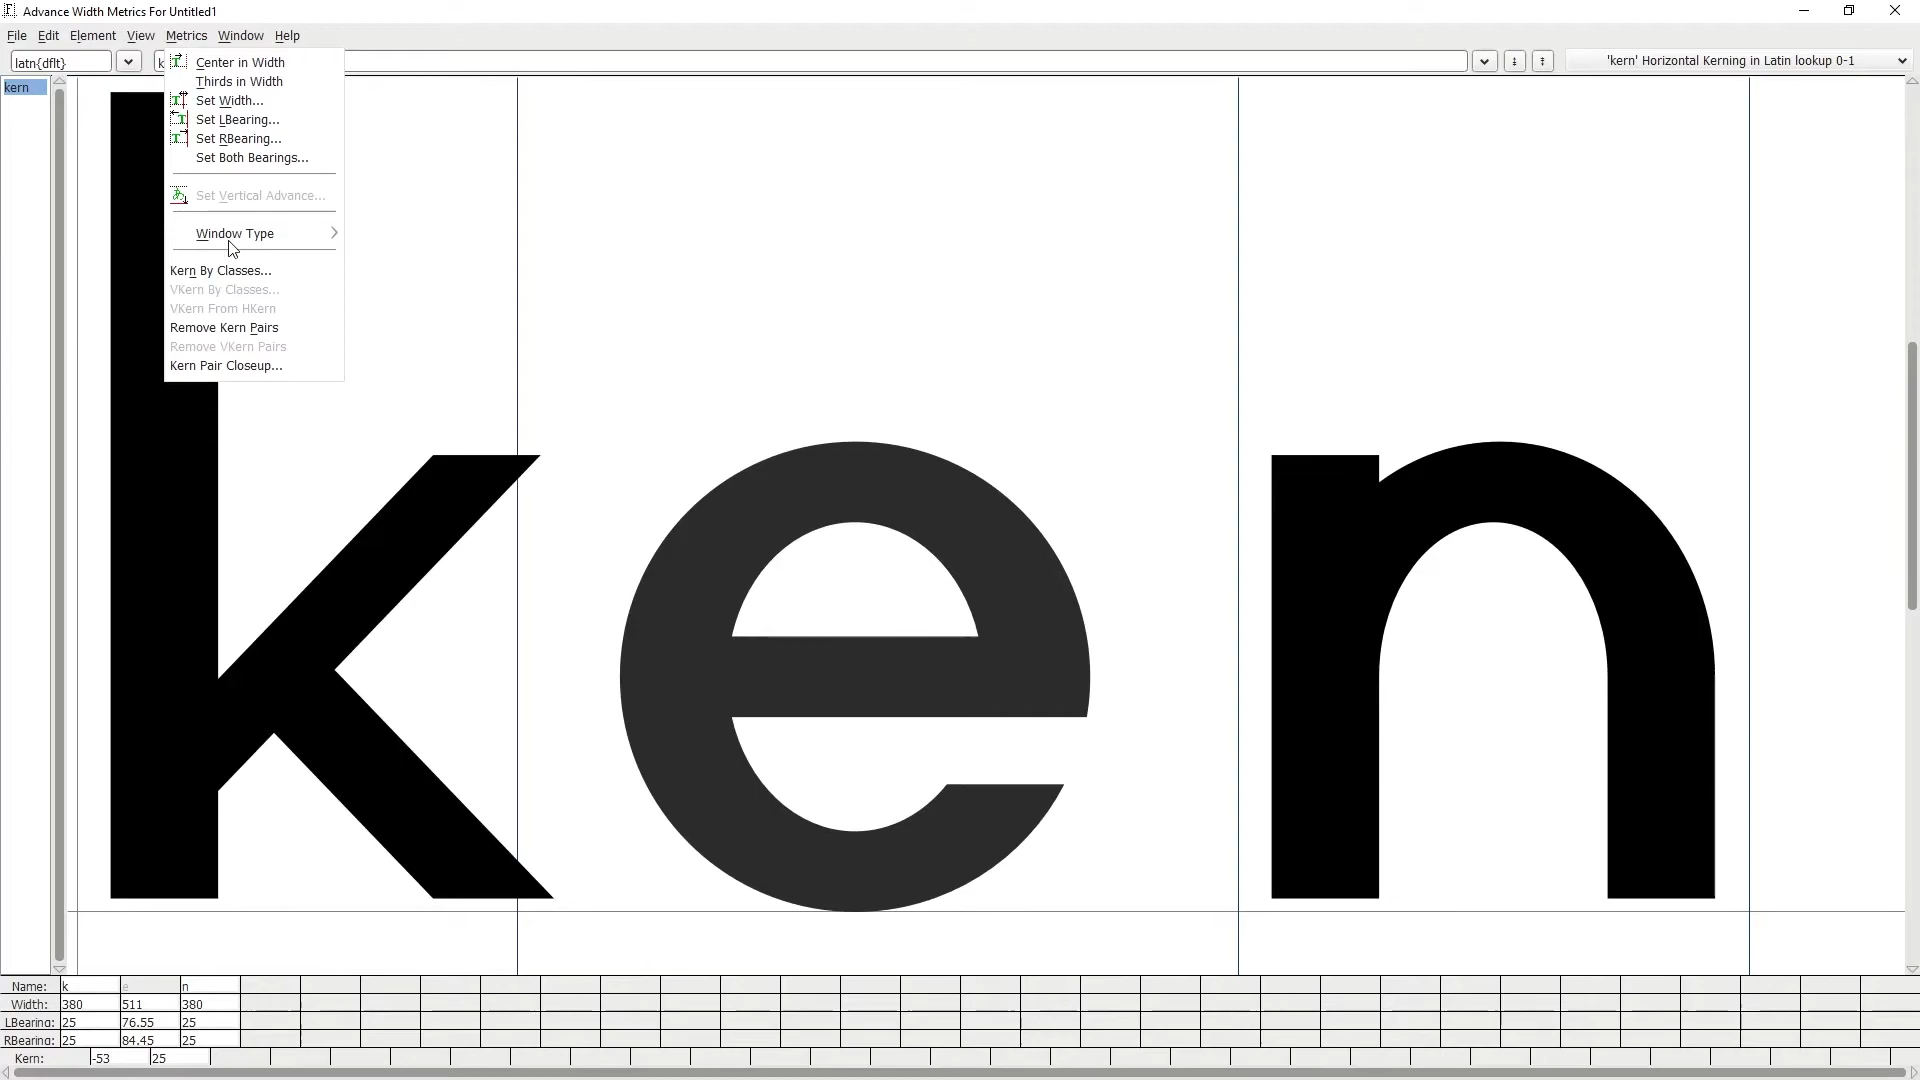 Advance Width Metrics For Untitled1
File Edit Element View Metrics Window Help
latn{dflt} k 'kern' Horizontal Kerning in Latin lookup 0-1
kern
Center in Width
Thirds in Width
Set Width...
Set LBearing...
Set RBearing...
Set Both Bearings...
Set Vertical Advance...
Window Type
Kern By Classes...
VKern By Classes...
VKern From HKern
Remove Kern Pairs
Remove VKern Pairs
Kern Pair Closeup...
ken
Name: k e n
Width: 380 511 380
LBearing: 25 76.55 25
RBearing: 25 84.45 25
Kern: -53 25